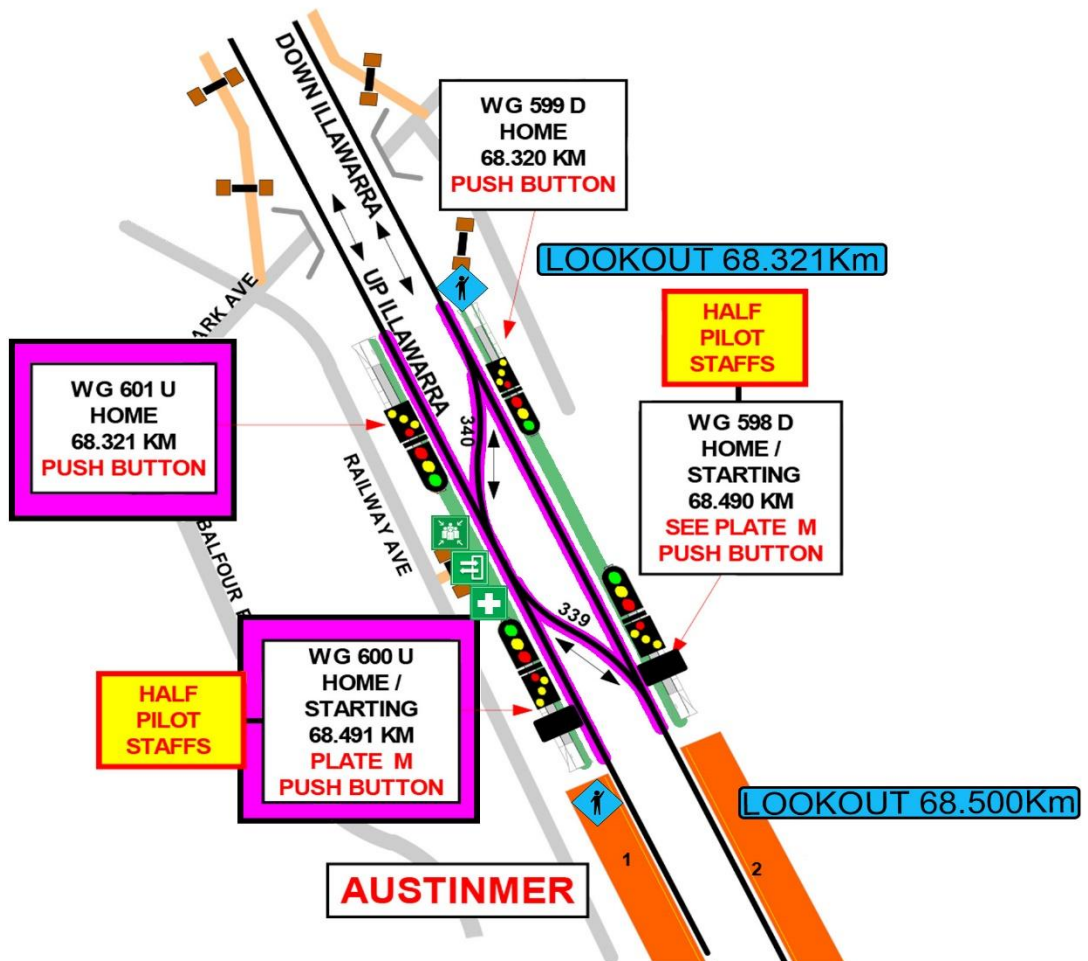 DOWN ILLAWARRA
WG 599 D
HOME
68.320 KM
PUSH BUTTON
LOOKOUT 68.321Km
UP ILLAWARRA
ARK AVE
HALF
PILOT
STAFFS
WG 601 U
HOME
68.321 KM
PUSH BUTTON
340
WG 598 D
HOME /
STARTING
68.490 KM
SEE PLATE M
PUSH BUTTON
RAILWAY AVE
BALFOUR
339
WG 600 U
HOME /
STARTING
68.491 KM
PLATE M
PUSH BUTTON
HALF
PILOT
STAFFS
LOOKOUT 68.500Km
1
2
AUSTINMER